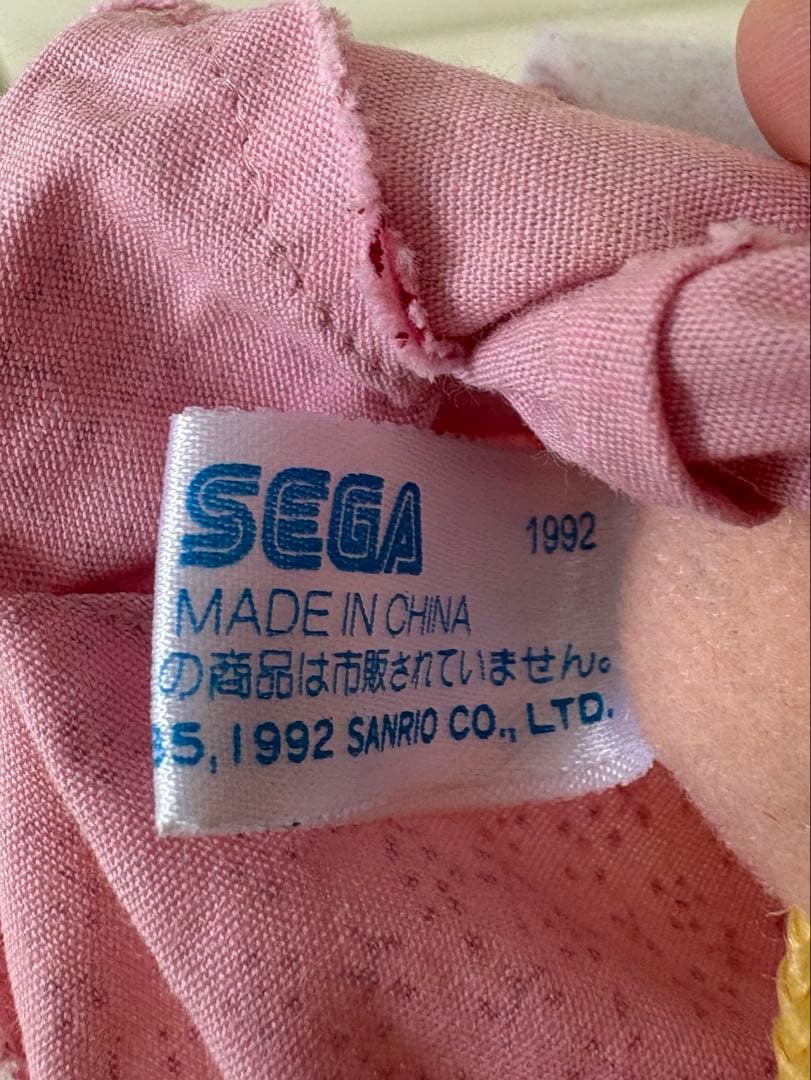 SEGA 1992
MADE IN CHINA
の商品は市販されていません。
5, 1992 SANRIO CO., LTD.